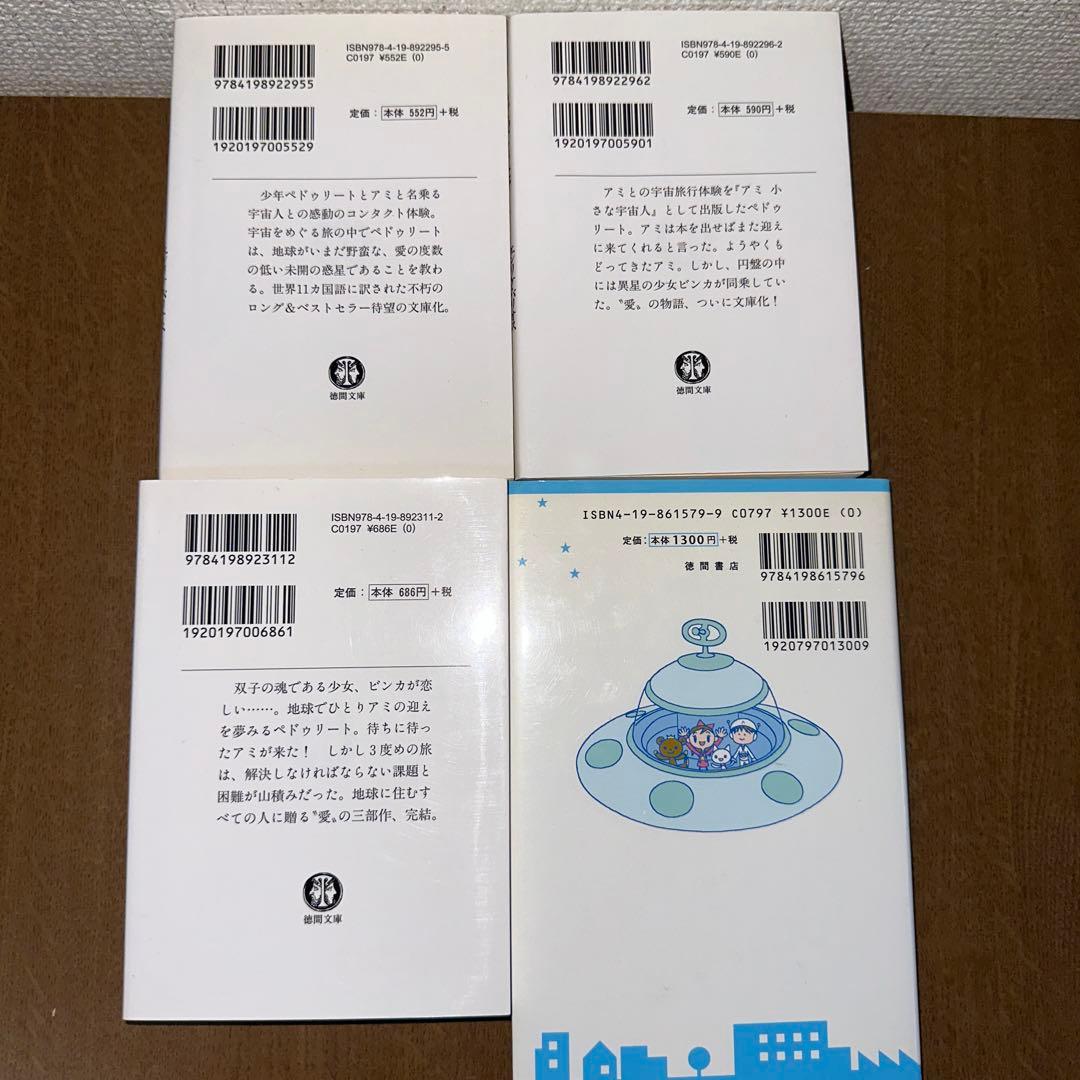 ISBN978-4-19-892295-5
C0197 ¥552E (0)
9784198922955
定価：本体 552円＋税
1920197005529
少年ペドゥリートとアミと名乗る
宇宙人との感動のコンタクト体験。
宇宙をめぐる旅の中でペドゥリート
は、地球がいまだ野蛮な、愛の度数
の低い未開の惑星であることを教わ
る。世界11カ国語に訳された不朽の
ロング＆ベストセラー待望の文庫化。
徳間文庫
ISBN978-4-19-892296-2
C0197 ¥590E (0)
9784198922962
定価：本体 590円＋税
1920197005901
アミとの宇宙旅行体験を『アミ 小
さな宇宙人』として出版したペドゥ
リート。アミは本を出せばまた迎え
に来てくれると言った。ようやくも
どってきたアミ。しかし、円盤の中
には異星の少女ビンカが同乗してい
た。〝愛〟の物語、ついに文庫化！
徳間文庫
ISBN978-4-19-892311-2
C0197 ¥686E (0)
9784198923112
定価：本体 686円＋税
1920197006861
双子の魂である少女、ビンカが恋
しい……。地球でひとりアミの迎え
を夢みるペドゥリート。待ちに待っ
たアミが来た！ しかし３度めの旅
は、解決しなければならない課題と
困難が山積みだった。地球に住むす
べての人に贈る〝愛〟の三部作、完結。
徳間文庫
ISBN4-19-861579-9 C0797 ¥1300E (0)
定価：本体1300円＋税
徳間書店
9784198615796
1920797013009